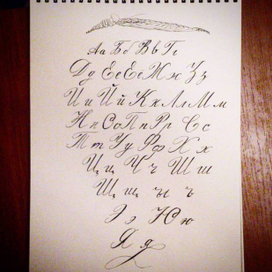 Аа Бб Вв Гг
Дд Ее Ёё Жж Зз
Ии Йй Кк Лл Мм
Нн Оо Пп Рр Сс
Тт Уу Фф Хх
Цц Чч Шш
Щщ ъ ь
Ээ Юю
Яя